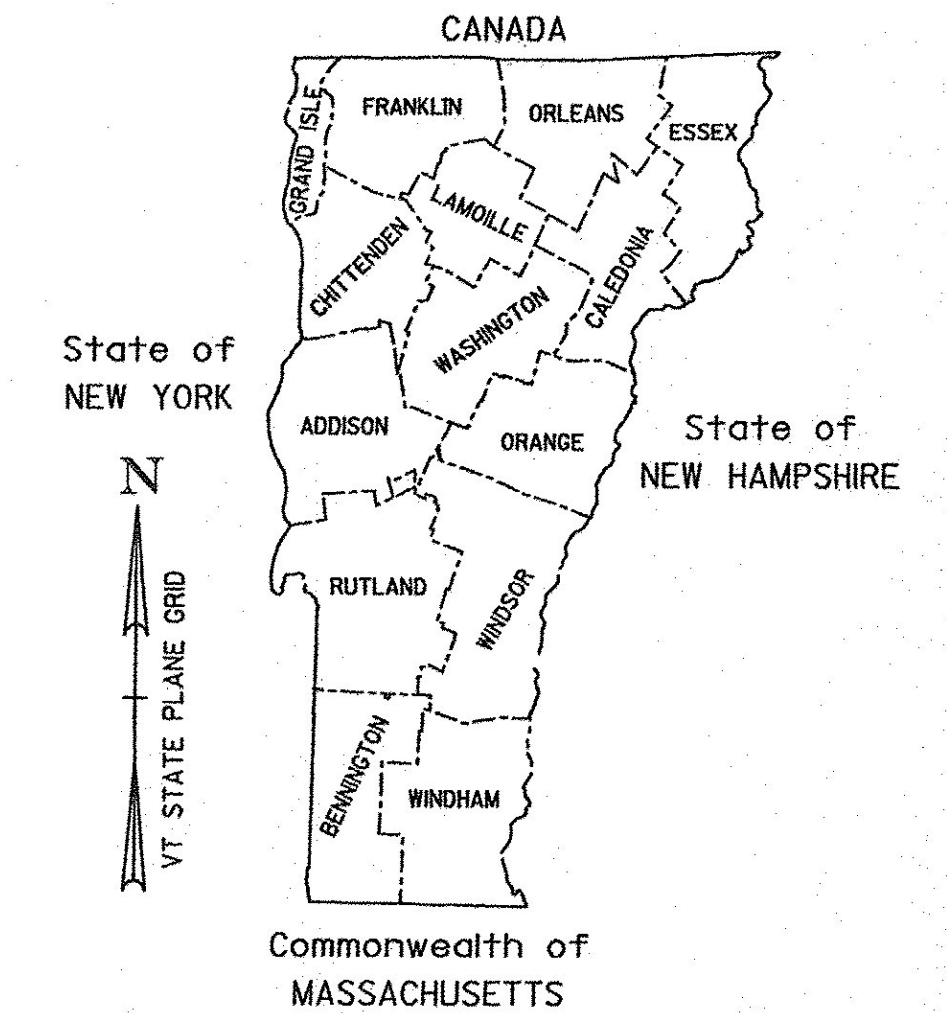 CANADA
FRANKLIN
ORLEANS
ESSEX
GRAND ISLE
LAMOILLE
CHITTENDEN
CALEDONIA
WASHINGTON
State of
NEW YORK
ADDISON
ORANGE
State of
NEW HAMPSHIRE
N
VT STATE PLANE GRID
RUTLAND
WINDSOR
BENNINGTON
WINDHAM
Commonwealth of
MASSACHUSETTS